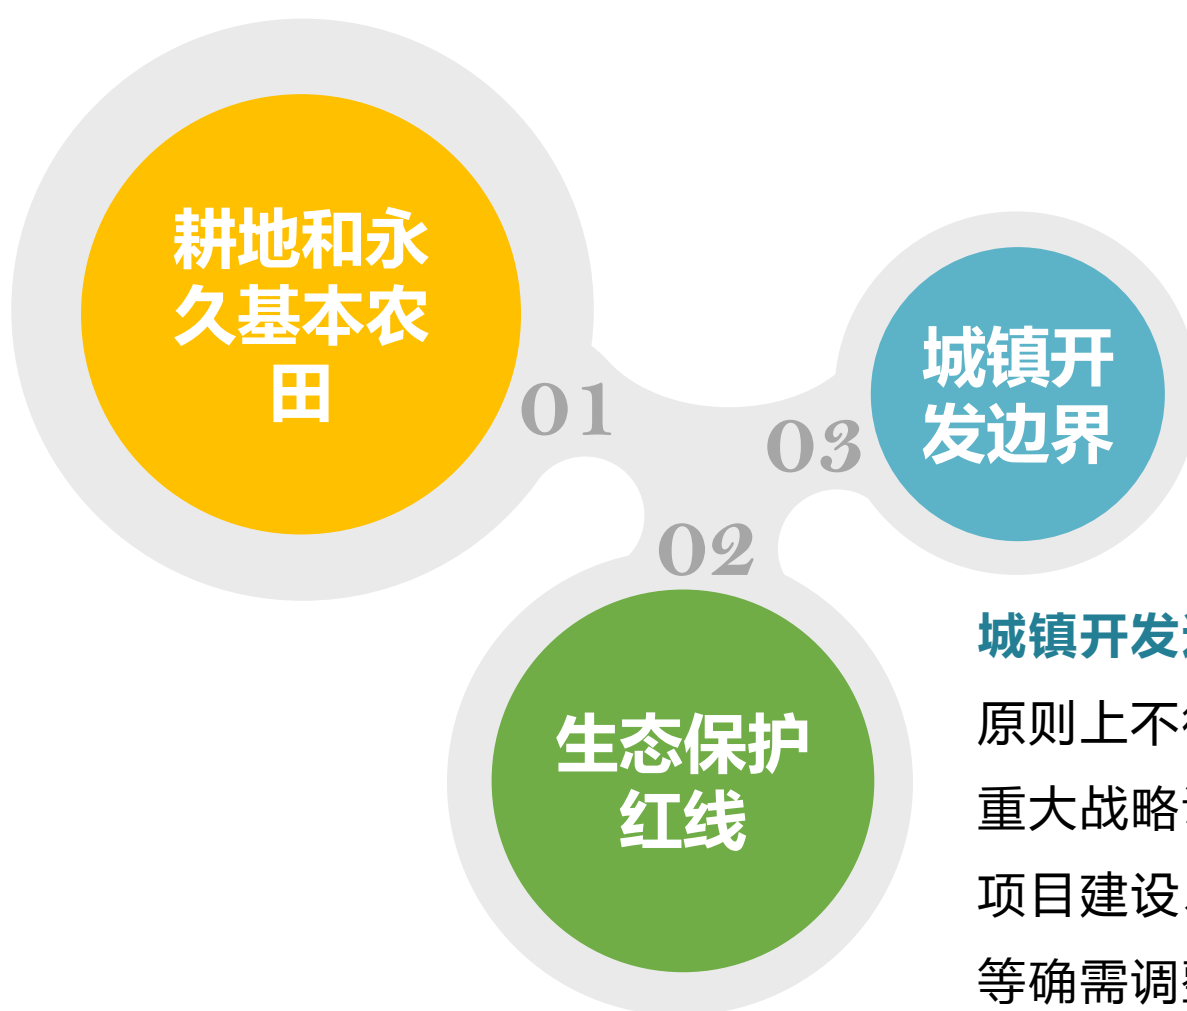 耕地和永
久基本农
田
01
城镇开
发边界
03
02
生态保护
红线
城镇开发
原则上不
重大战略
项目建设、
等确需调